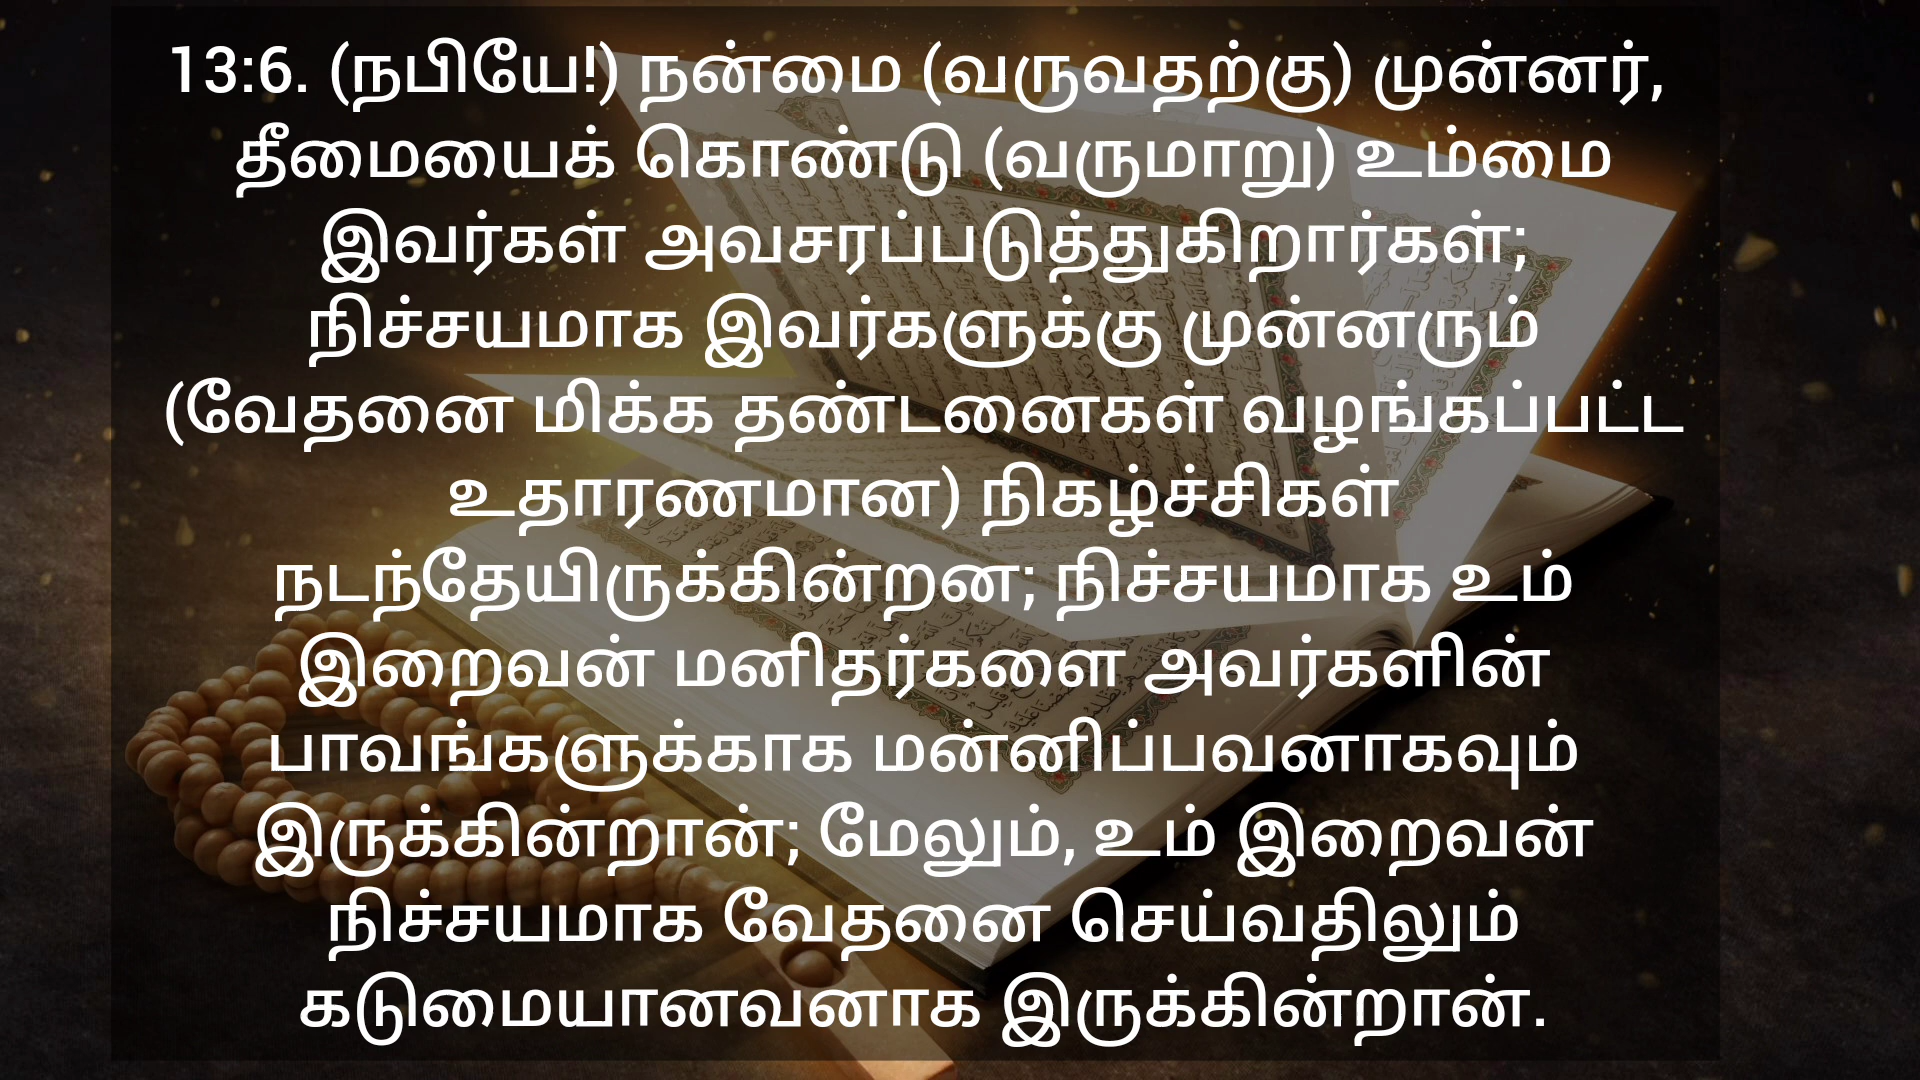 13:6. (நபியே!) நன்மை (வருவதற்கு) முன்னர்,
தீமையைக் கொண்டு (வருமாறு) உம்மை
இவர்கள் அவசரப்படுத்துகிறார்கள்;
நிச்சயமாக இவர்களுக்கு முன்னரும்
(வேதனை மிக்க தண்டனைகள் வழங்கப்பட்ட
உதாரணமான) நிகழ்ச்சிகள்
நடந்தேயிருக்கின்றன; நிச்சயமாக உம்
இறைவன் மனிதர்களை அவர்களின்
பாவங்களுக்காக மன்னிப்பவனாகவும்
இருக்கின்றான்; மேலும், உம் இறைவன்
நிச்சயமாக வேதனை செய்வதிலும்
கடுமையானவனாக இருக்கின்றான்.